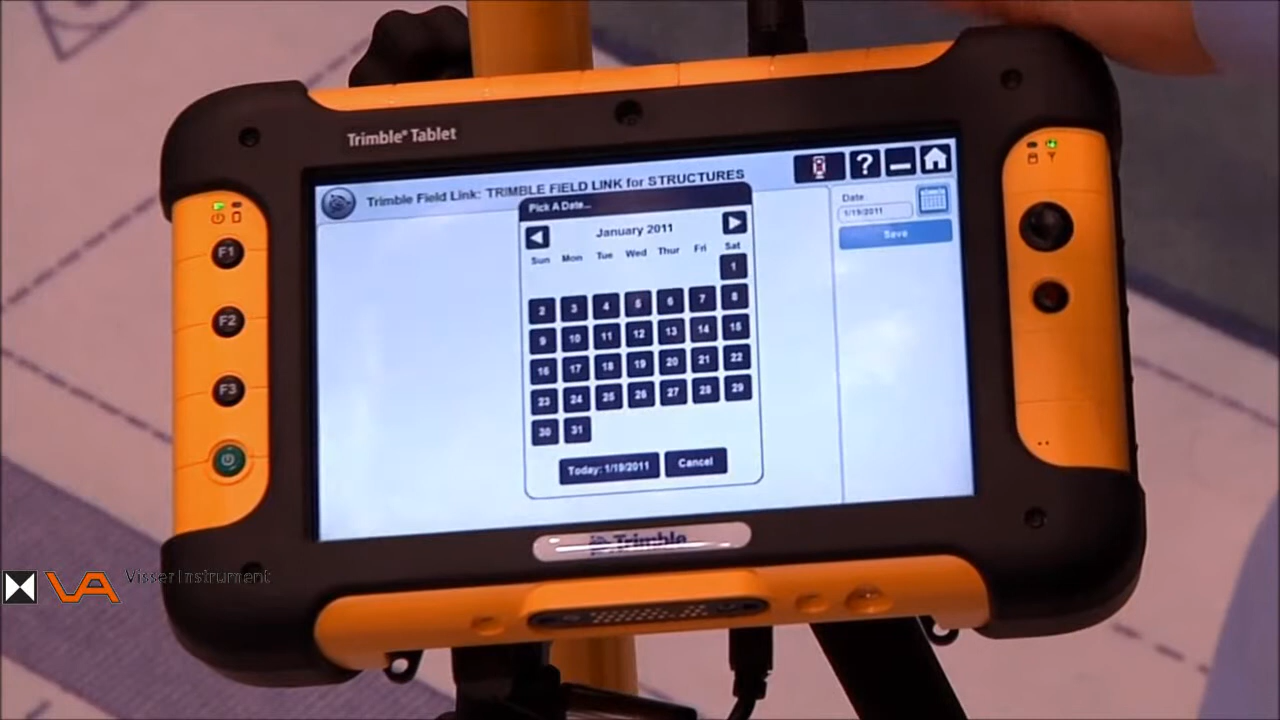 Trimble® Tablet
Trimble Field Link: TRIMBLE FIELD LINK for STRUCTURES
?
Pick A Date...
January 2011
Sun Mon Tue Wed Thur Fri Sat
1
2 3 4 5 6 7 8
9 10 11 12 13 14 15
16 17 18 19 20 21 22
23 24 25 26 27 28 29
30 31
Today: 1/19/2011 Cancel
Date
1/19/2011
Save
F1
F2
F3
Trimble
VA Visser Instrument